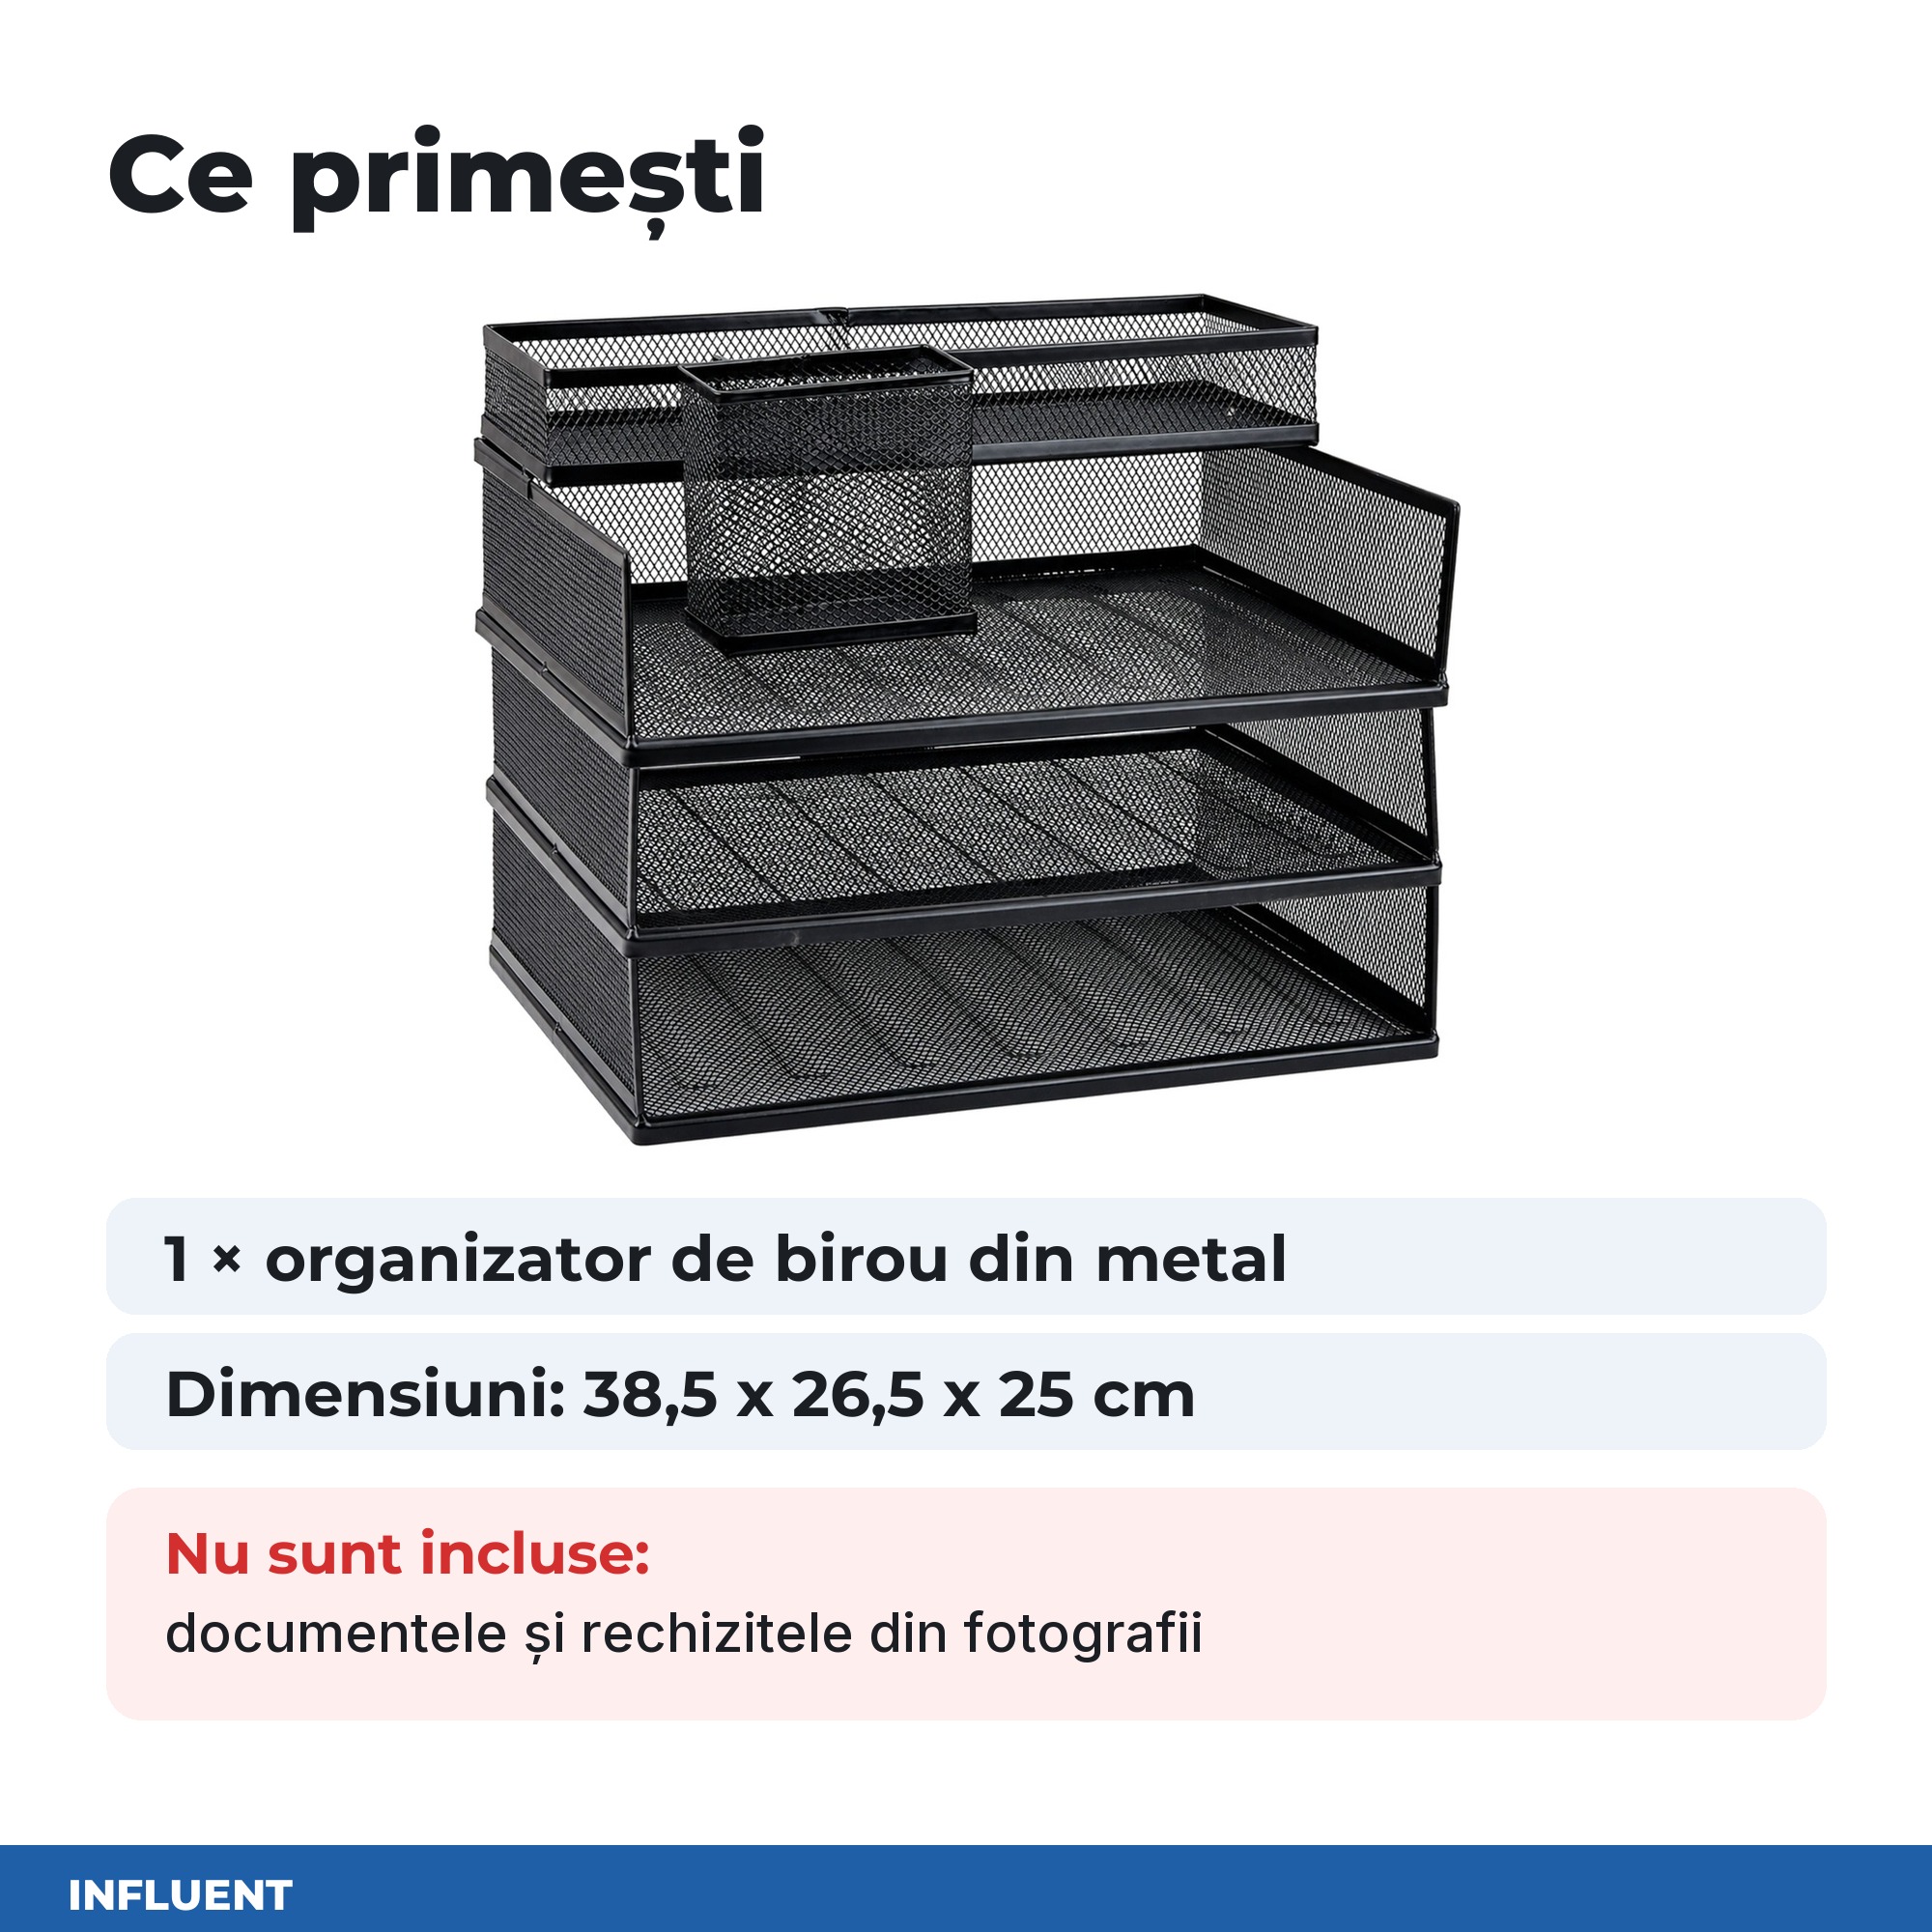 Ce primești
1 × organizator de birou din metal
Dimensiuni: 38,5 x 26,5 x 25 cm
Nu sunt incluse:
documentele și rechizitele din fotografii
INFLUENT